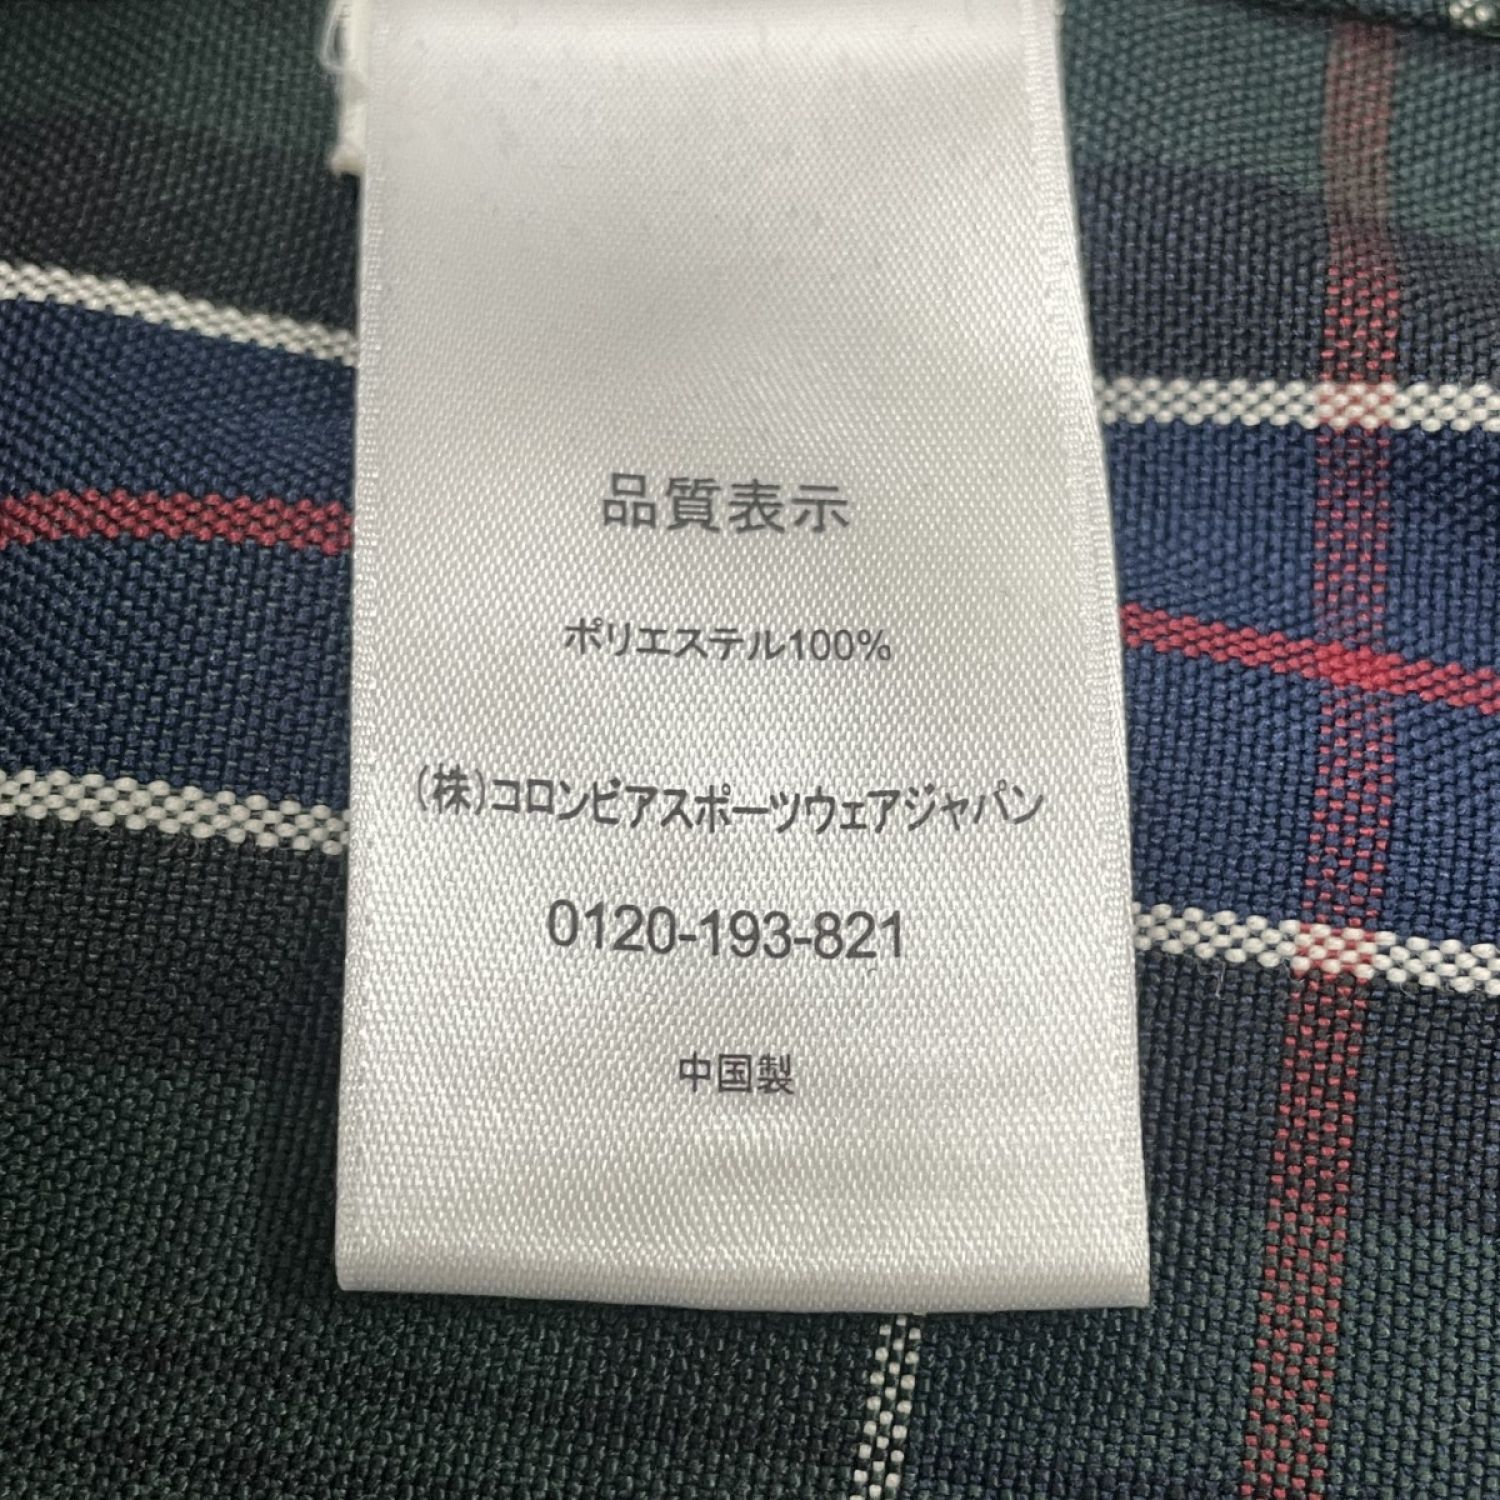 品質表示
ポリエステル100%
(株)コロンビアスポーツウェアジャパン
0120-193-821
中国製